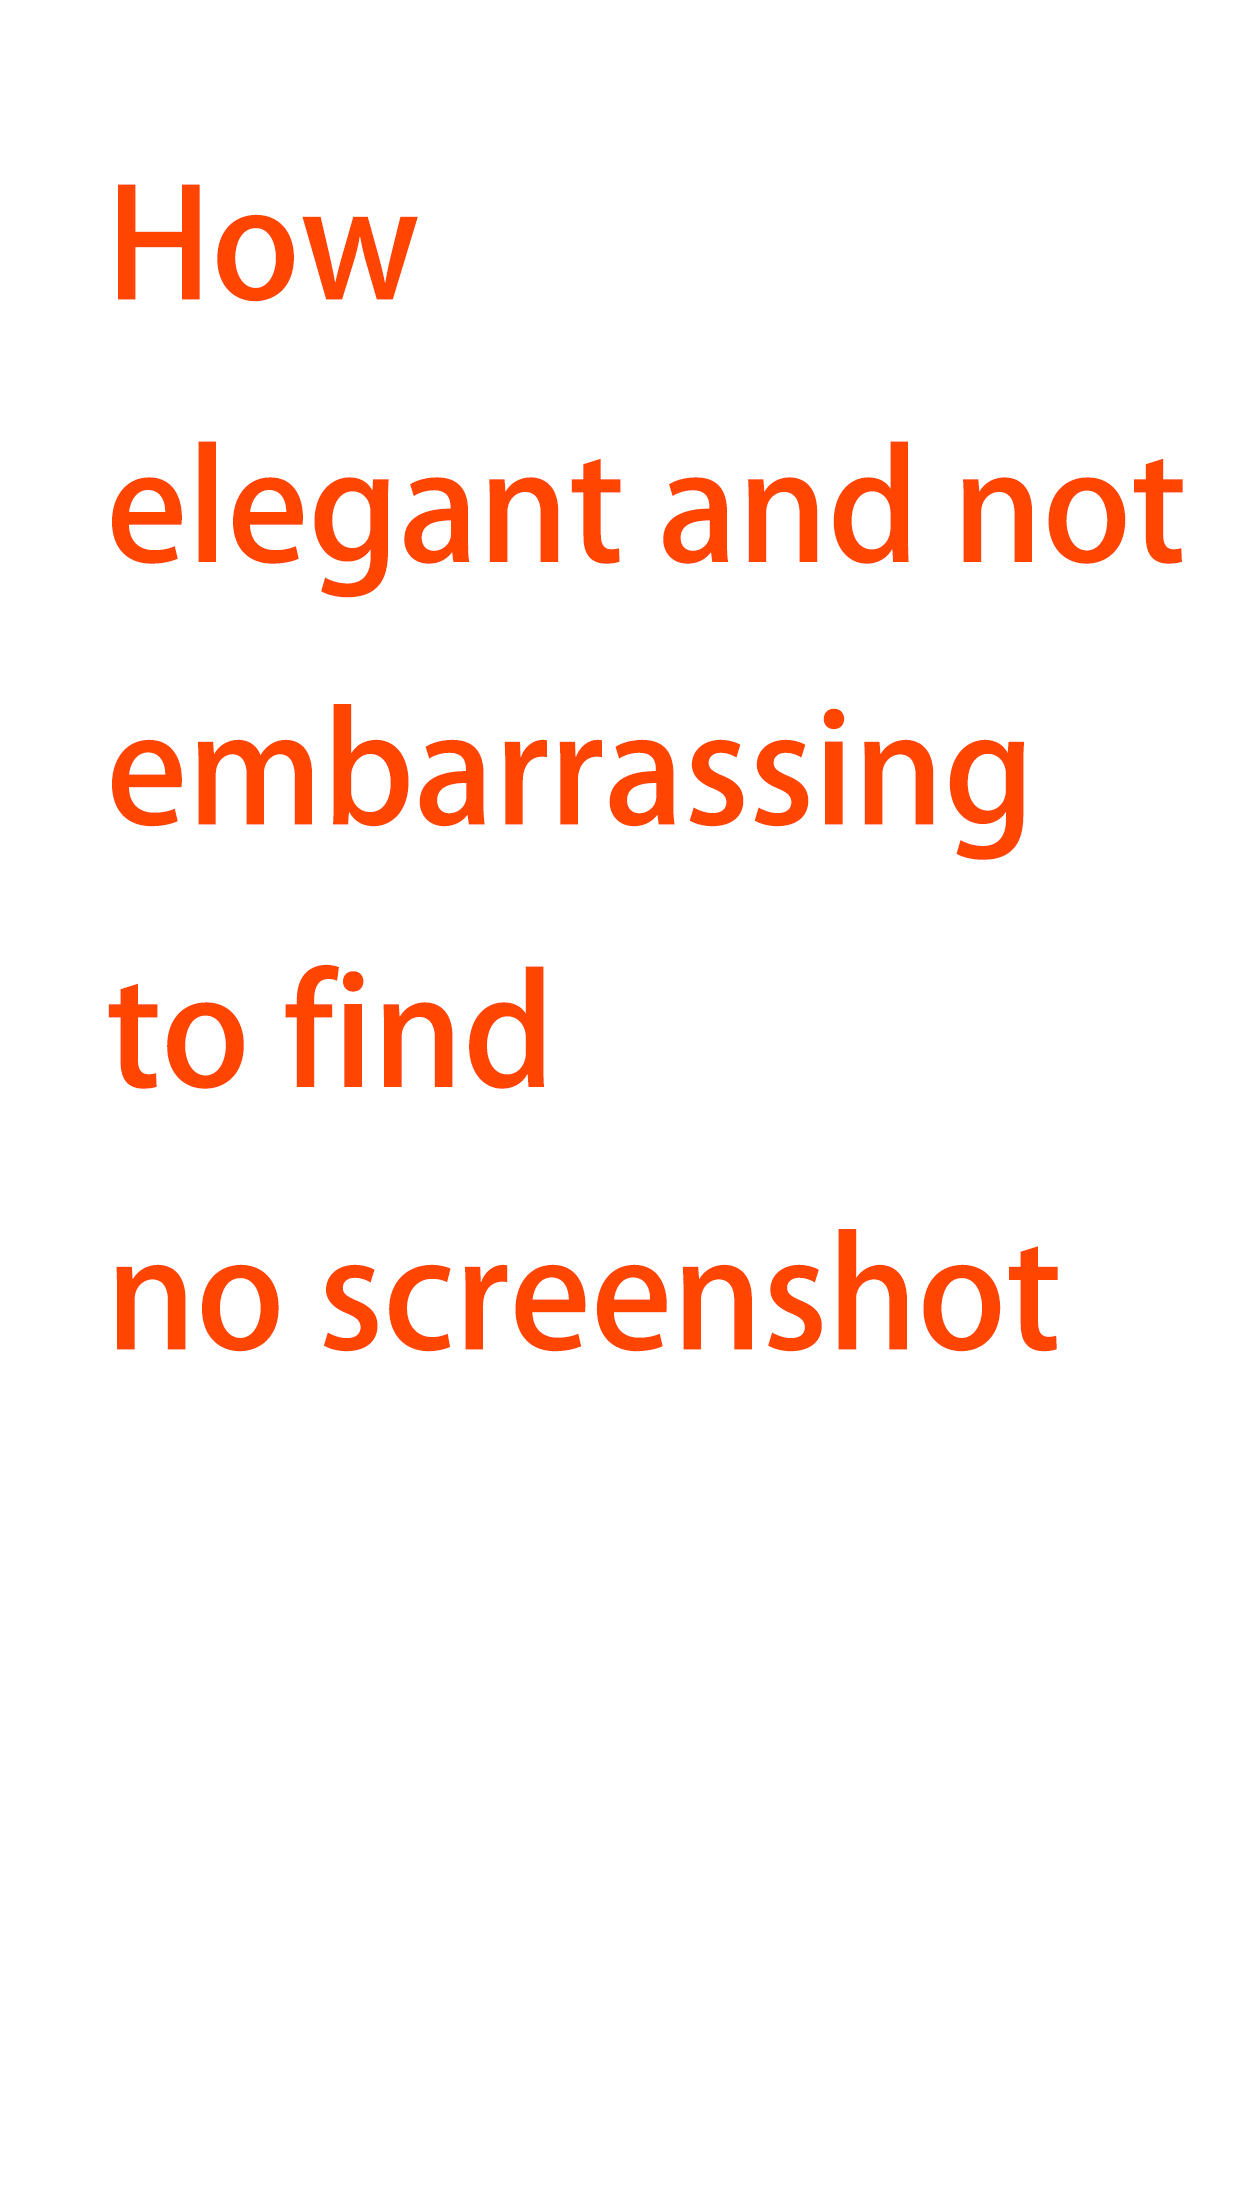 How
elegant and not
embarrassing
to find
no screenshot